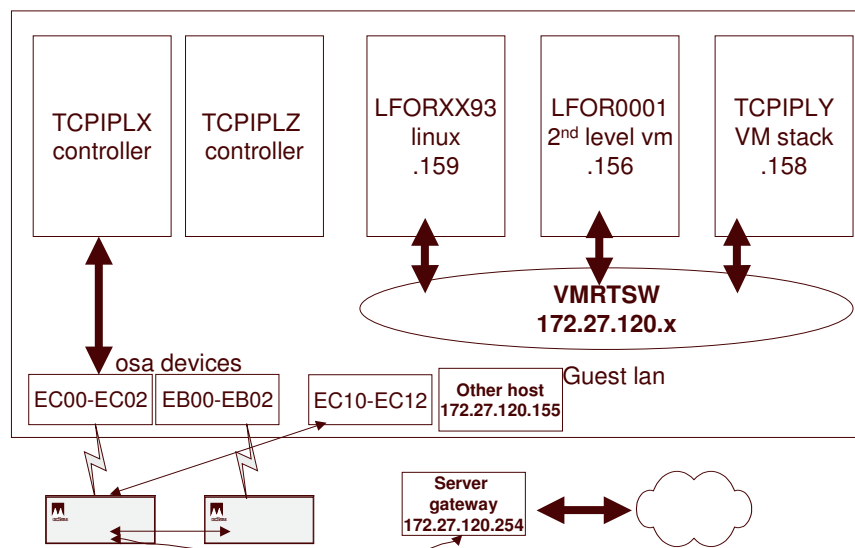 TCPIPLX
controller
TCPIPLZ
controller
LFORXX93
linux
.159
LFOR0001
2nd level vm
.156
TCPIPLY
VM stack
.158
VMRTSW
172.27.120.x
osa devices
Guest lan
EC00-EC02
EB00-EB02
EC10-EC12
Other host
172.27.120.155
Server
gateway
172.27.120.254